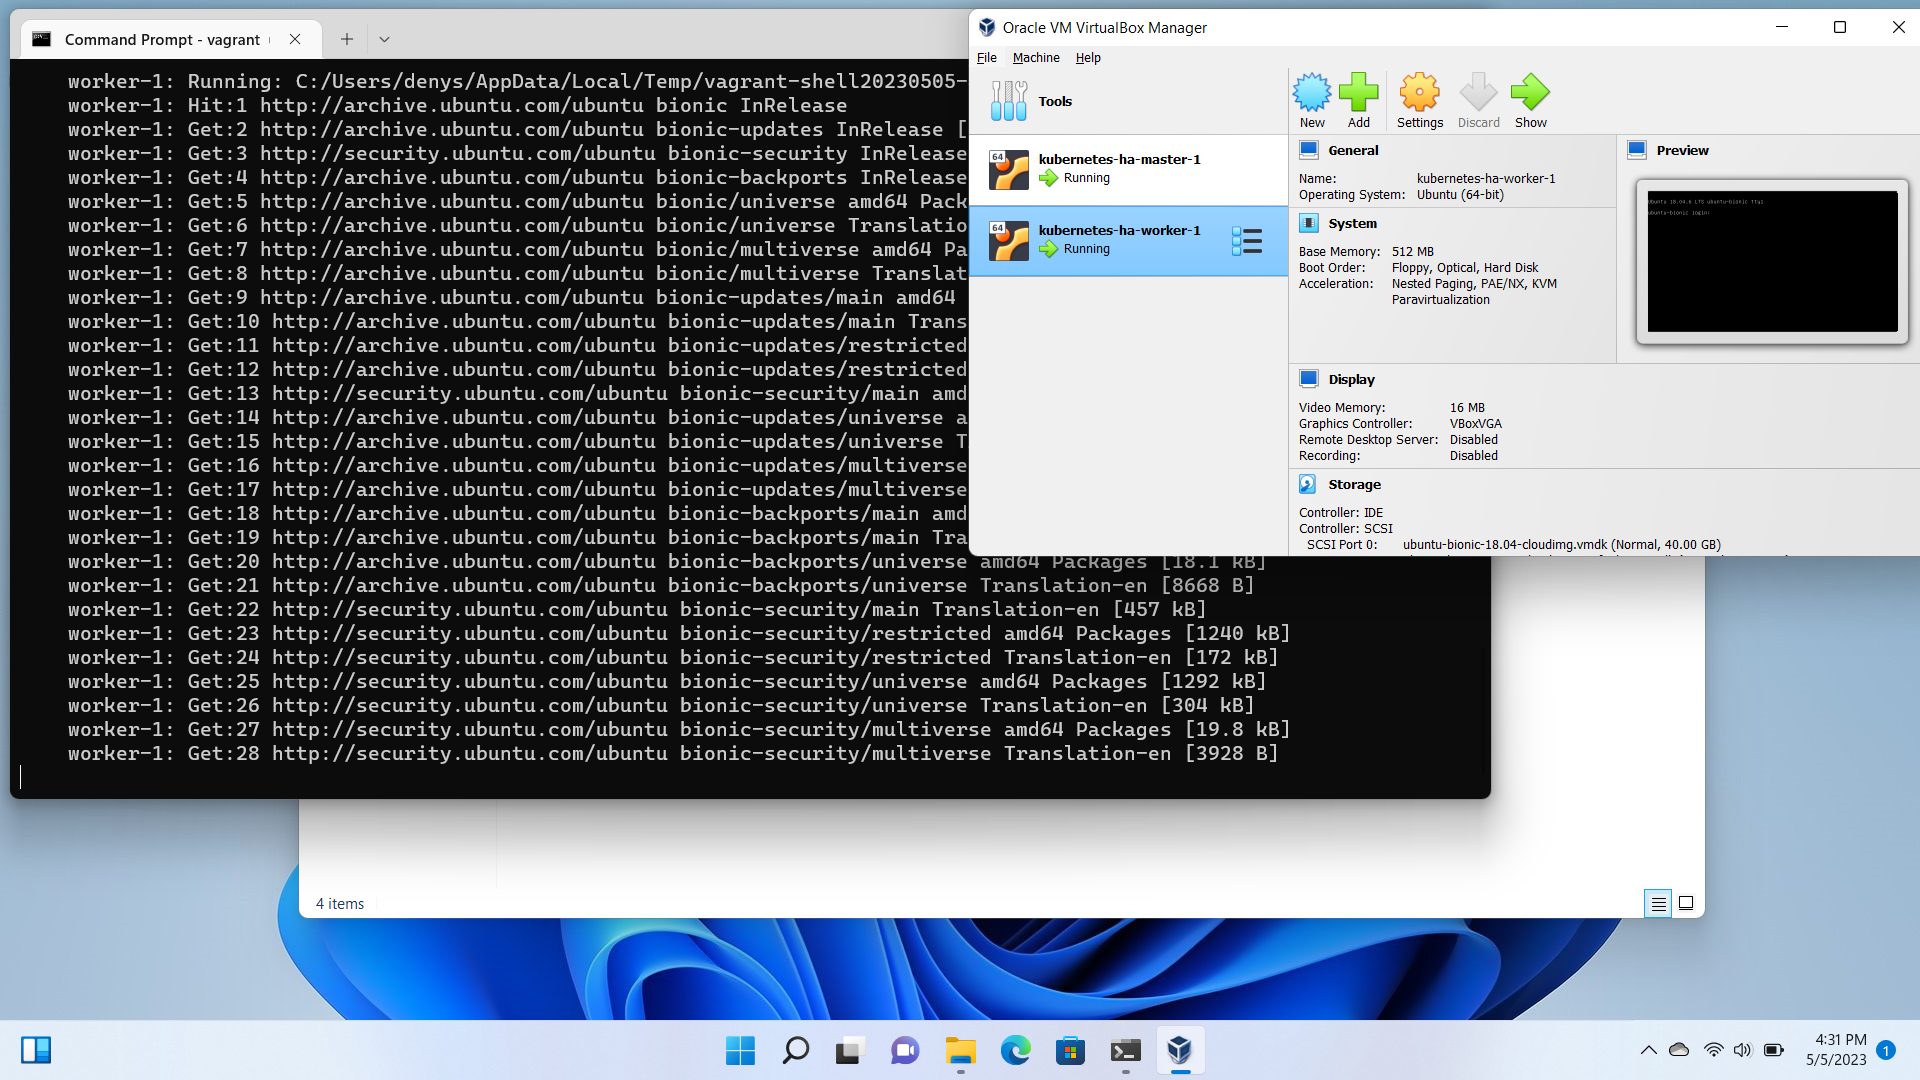 Command Prompt - vagrant
worker-1: Running: C:/Users/denys/AppData/Local/Temp/vagrant-shell20230505-
worker-1: Hit:1 http://archive.ubuntu.com/ubuntu bionic InRelease
worker-1: Get:2 http://archive.ubuntu.com/ubuntu bionic-updates InRelease [
worker-1: Get:3 http://security.ubuntu.com/ubuntu bionic-security InRelease
worker-1: Get:4 http://archive.ubuntu.com/ubuntu bionic-backports InRelease
worker-1: Get:5 http://archive.ubuntu.com/ubuntu bionic/universe amd64 Pack
worker-1: Get:6 http://archive.ubuntu.com/ubuntu bionic/universe Translatio
worker-1: Get:7 http://archive.ubuntu.com/ubuntu bionic/multiverse amd64 Pa
worker-1: Get:8 http://archive.ubuntu.com/ubuntu bionic/multiverse Translat
worker-1: Get:9 http://archive.ubuntu.com/ubuntu bionic-updates/main amd64
worker-1: Get:10 http://archive.ubuntu.com/ubuntu bionic-updates/main Trans
worker-1: Get:11 http://archive.ubuntu.com/ubuntu bionic-updates/restricted
worker-1: Get:12 http://archive.ubuntu.com/ubuntu bionic-updates/restricted
worker-1: Get:13 http://security.ubuntu.com/ubuntu bionic-security/main amd
worker-1: Get:14 http://archive.ubuntu.com/ubuntu bionic-updates/universe a
worker-1: Get:15 http://archive.ubuntu.com/ubuntu bionic-updates/universe T
worker-1: Get:16 http://archive.ubuntu.com/ubuntu bionic-updates/multiverse
worker-1: Get:17 http://archive.ubuntu.com/ubuntu bionic-updates/multiverse
worker-1: Get:18 http://archive.ubuntu.com/ubuntu bionic-backports/main amd
worker-1: Get:19 http://archive.ubuntu.com/ubuntu bionic-backports/main Tra
worker-1: Get:20 http://archive.ubuntu.com/ubuntu bionic-backports/universe amd64 Packages [18.1 kB]
worker-1: Get:21 http://archive.ubuntu.com/ubuntu bionic-backports/universe Translation-en [8668 B]
worker-1: Get:22 http://security.ubuntu.com/ubuntu bionic-security/main Translation-en [457 kB]
worker-1: Get:23 http://security.ubuntu.com/ubuntu bionic-security/restricted amd64 Packages [1240 kB]
worker-1: Get:24 http://security.ubuntu.com/ubuntu bionic-security/restricted Translation-en [172 kB]
worker-1: Get:25 http://security.ubuntu.com/ubuntu bionic-security/universe amd64 Packages [1292 kB]
worker-1: Get:26 http://security.ubuntu.com/ubuntu bionic-security/universe Translation-en [304 kB]
worker-1: Get:27 http://security.ubuntu.com/ubuntu bionic-security/multiverse amd64 Packages [19.8 kB]
worker-1: Get:28 http://security.ubuntu.com/ubuntu bionic-security/multiverse Translation-en [3928 B]
Oracle VM VirtualBox Manager
File Machine Help
Tools
New Add Settings Discard Show
64 kubernetes-ha-master-1
Running
64 kubernetes-ha-worker-1
Running
General
Name: kubernetes-ha-worker-1
Operating System: Ubuntu (64-bit)
System
Base Memory: 512 MB
Boot Order: Floppy, Optical, Hard Disk
Acceleration: Nested Paging, PAE/NX, KVM
Paravirtualization
Preview
Ubuntu 18.04.6 LTS ubuntu-bionic tty1
ubuntu-bionic login:
Display
Video Memory: 16 MB
Graphics Controller: VBoxVGA
Remote Desktop Server: Disabled
Recording: Disabled
Storage
Controller: IDE
Controller: SCSI
SCSI Port 0: ubuntu-bionic-18.04-cloudimg.vmdk (Normal, 40.00 GB)
4 items
4:31 PM
5/5/2023
1